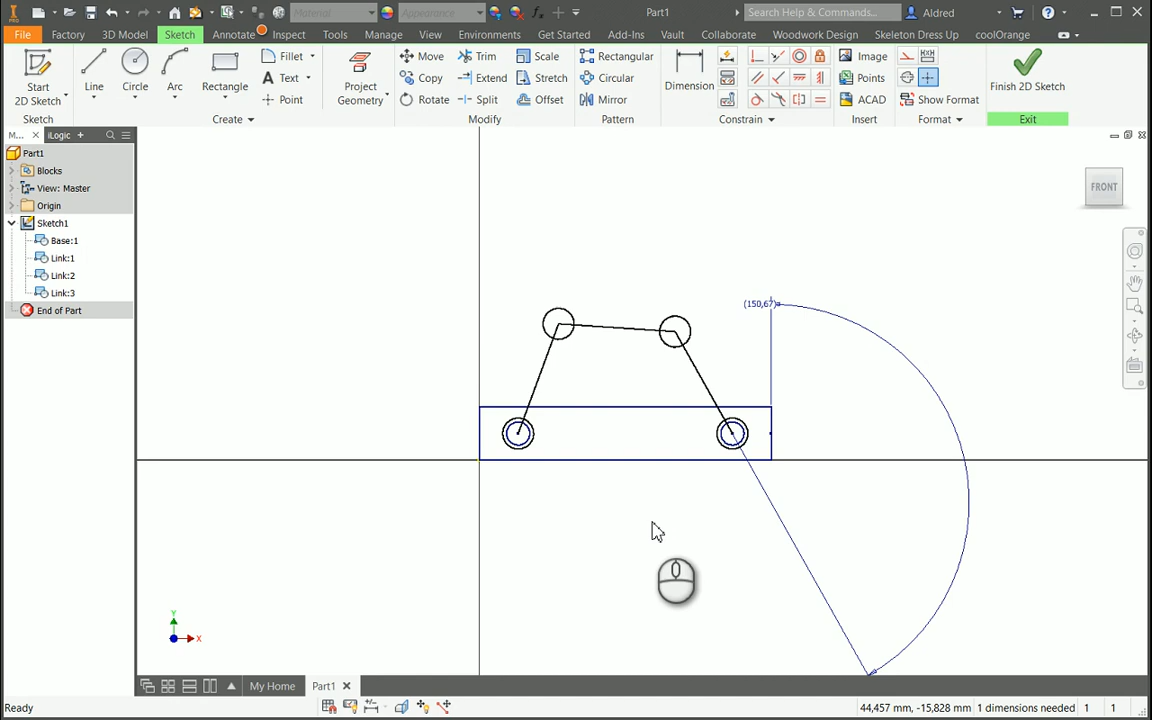 PRO
Material
Appearance
Part1
Search Help & Commands...
Aldred
File
Factory
3D Model
Sketch
Annotate
Inspect
Tools
Manage
View
Environments
Get Started
Add-Ins
Vault
Collaborate
Woodwork Design
Skeleton Dress Up
coolOrange
Start
2D Sketch
Line
Circle
Arc
Rectangle
Fillet
Text
Point
Project
Geometry
Move
Copy
Rotate
Trim
Extend
Split
Scale
Stretch
Offset
Rectangular
Circular
Mirror
Dimension
Image
Points
ACAD
Show Format
Finish 2D Sketch
Sketch
Create
Modify
Pattern
Constrain
Insert
Format
Exit
M...
iLogic
Part1
Blocks
View: Master
Origin
Sketch1
Base:1
Link:1
Link:2
Link:3
End of Part
FRONT
(150,67)
Y
X
My Home
Part1
Ready
44,457 mm, -15,828 mm
1 dimensions needed
1
1